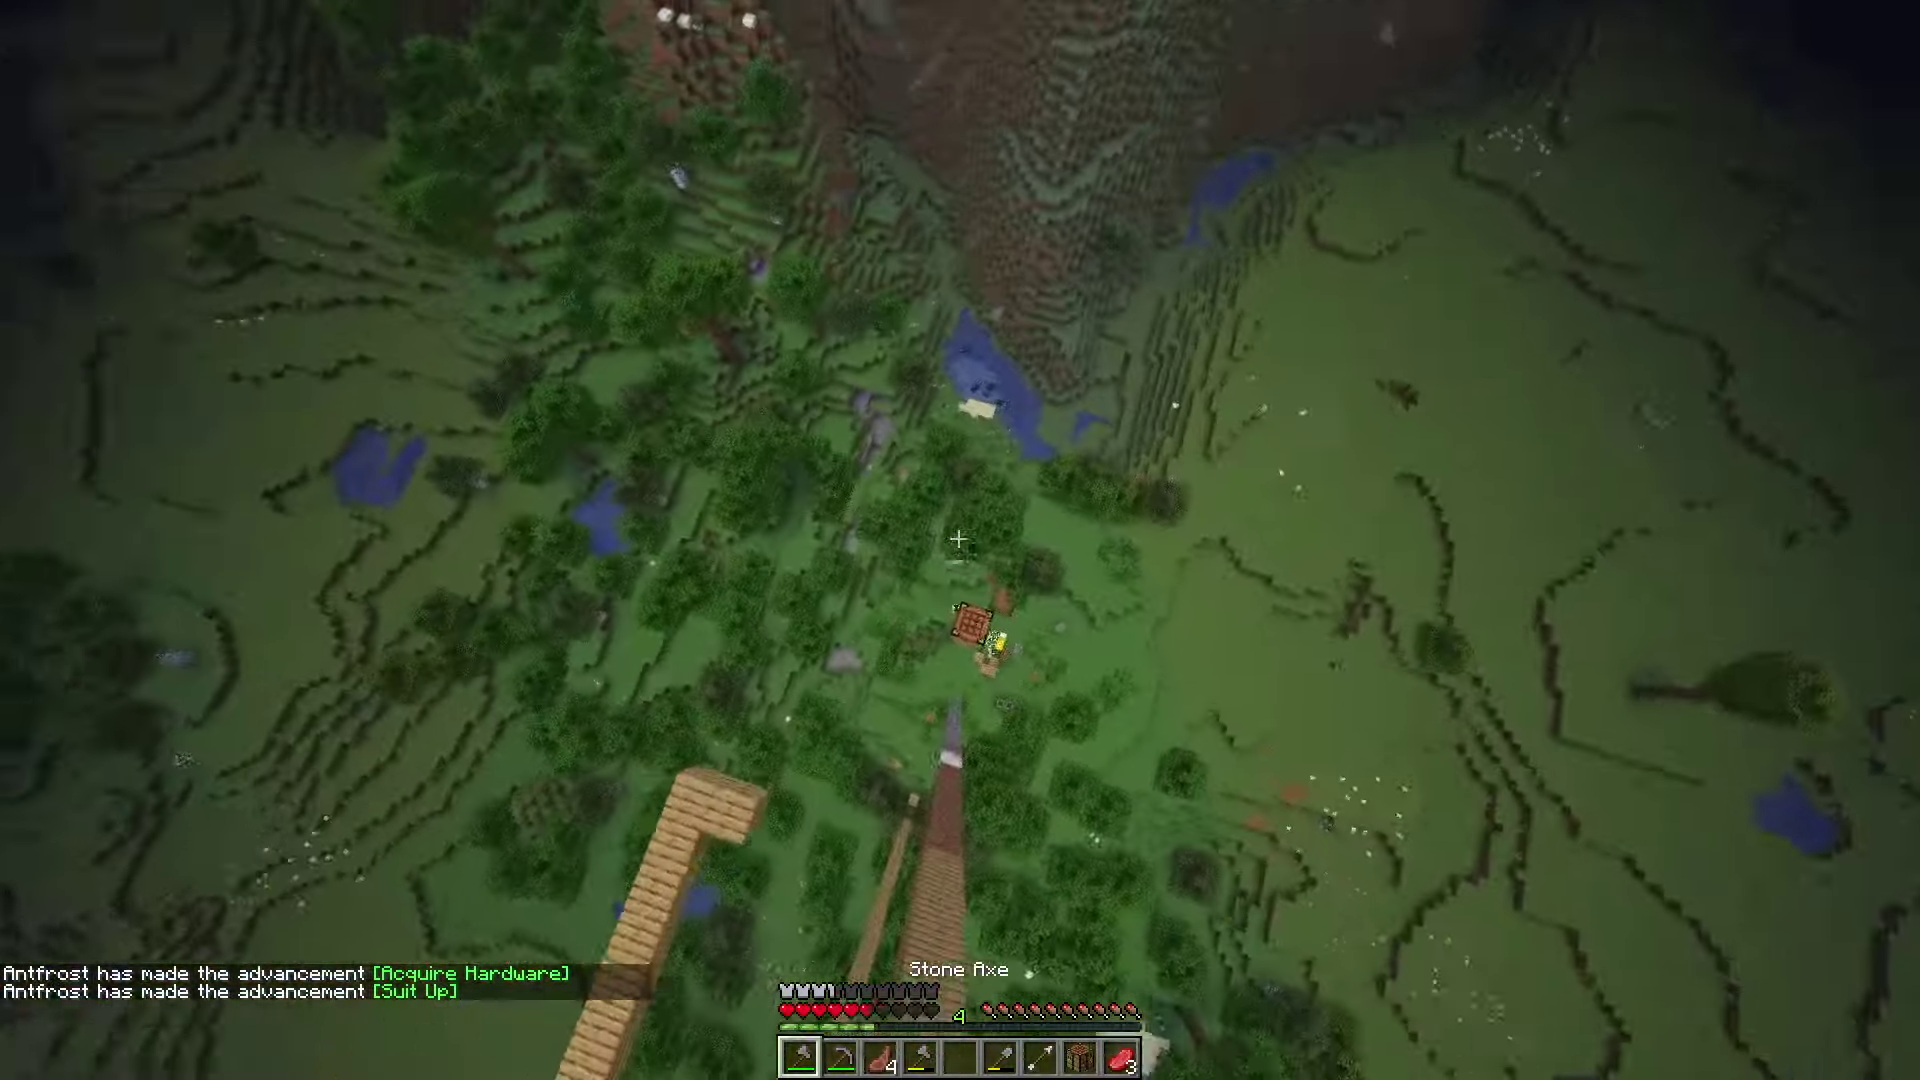 Antfrost has made the advancement [Acquire Hardware]
Antfrost has made the advancement [Suit Up]
Stone Axe
4
4
3